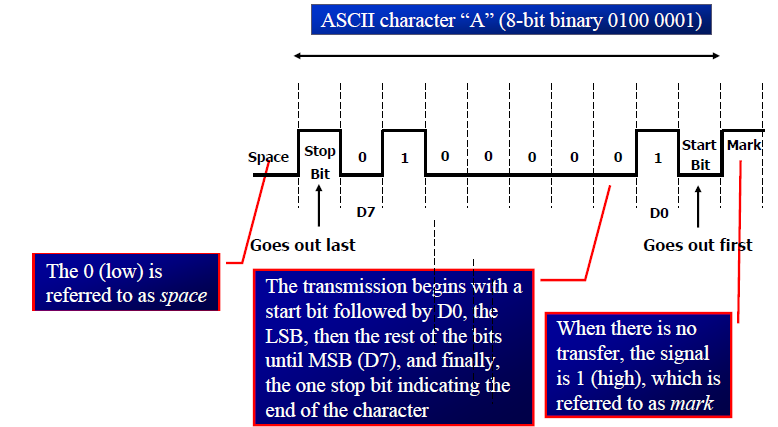 ASCII character “A” (8-bit binary 0100 0001)
Space Stop Bit 0 1 0 0 0 0 0 1 Start Bit Mark
D7 D0
Goes out last Goes out first
The 0 (low) is
referred to as space
The transmission begins with a
start bit followed by D0, the
LSB, then the rest of the bits
until MSB (D7), and finally,
the one stop bit indicating the
end of the character
When there is no
transfer, the signal
is 1 (high), which is
referred to as mark